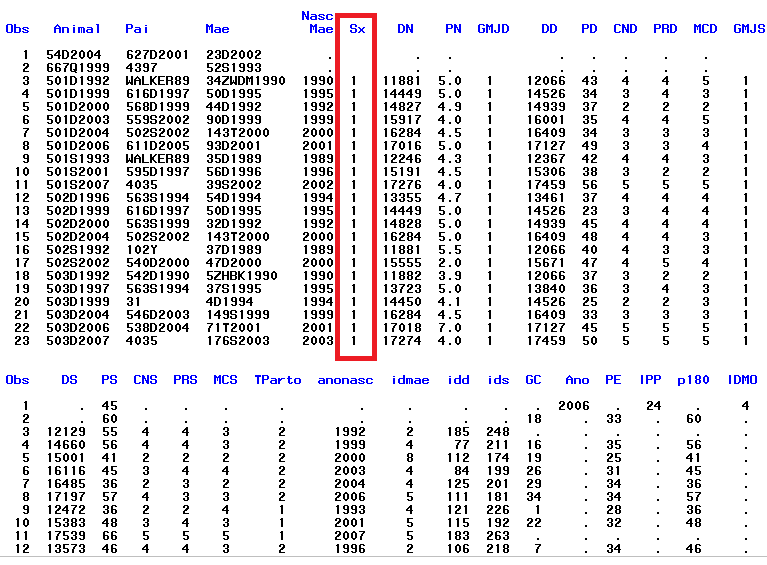 Nasc
Obs Animal Pai Mae Mae Sx DN PN GMJD DD PD CND PRD MCD GMJS
1 54D2004 627D2001 23D2002 . . . . . . . . . .
2 667Q1999 4397 52S1993 . . . . . . . . . .
3 501D1992 WALKER89 34ZWDM1990 1990 1 11881 5.0 1 12066 43 4 4 5 1
4 501D1999 616D1997 50D1995 1995 1 14449 5.0 1 14526 34 3 4 3 1
5 501D2000 568D1999 44D1992 1992 1 14827 4.9 1 14939 37 2 2 2 1
6 501D2003 559S2002 90D1999 1999 1 15917 4.0 1 16001 35 4 4 5 1
7 501D2004 502S2002 143T2000 2000 1 16284 4.5 1 16409 34 3 3 3 1
8 501D2006 611D2005 93D2001 2001 1 17016 5.0 1 17127 49 3 3 4 1
9 501S1993 WALKER89 35D1989 1989 1 12246 4.3 1 12367 42 4 4 3 1
10 501S2001 595D1997 56D1996 1996 1 15191 4.5 1 15306 38 3 2 2 1
11 501S2007 4035 39S2002 2002 1 17276 4.0 1 17459 56 5 5 5 1
12 502D1996 563S1994 54D1994 1994 1 13355 4.7 1 13461 37 4 4 4 1
13 502D1999 616D1997 50D1995 1995 1 14449 5.0 1 14526 23 3 4 4 1
14 502D2000 563S1999 32D1992 1992 1 14828 5.0 1 14939 45 4 4 4 1
15 502D2004 502S2002 143T2000 2000 1 16284 5.0 1 16409 48 4 4 3 1
16 502S1992 102Y 37D1989 1989 1 11881 5.5 1 12066 40 4 3 3 1
17 502S2002 540D2000 47D2000 2000 1 15555 2.0 1 15671 47 4 5 4 1
18 503D1992 542D1990 5ZHBK1990 1990 1 11882 3.9 1 12066 37 3 2 2 1
19 503D1997 563S1994 37S1995 1995 1 13723 5.0 1 13840 36 3 4 3 1
20 503D1999 31 4D1994 1994 1 14450 4.1 1 14526 25 2 2 3 1
21 503D2004 546D2003 149S1999 1999 1 16284 4.5 1 16409 33 3 3 3 1
22 503D2006 538D2004 71T2001 2001 1 17018 7.0 1 17127 45 5 5 5 1
23 503D2007 4035 176S2003 2003 1 17274 4.0 1 17459 50 5 5 5 1
Obs DS PS CNS PRS MCS TParto anonasc idmae idd ids GC Ano PE IPP p180 IDMO
1 . 45 . . . . . . . . . 2006 . 24 . 4
2 . 60 . . . . . . . . 18 . 33 . 60 .
3 12129 55 4 4 3 2 1992 2 185 248 . . . . . .
4 14660 56 4 4 3 2 1999 4 77 211 16 . 35 . 56 .
5 15001 41 2 2 2 2 2000 8 112 174 19 . 25 . 41 .
6 16116 45 3 4 4 2 2003 4 84 199 26 . 31 . 45 .
7 16485 36 2 3 2 2 2004 4 125 201 29 . 34 . 36 .
8 17197 57 4 3 3 2 2006 5 111 181 34 . 34 . 57 .
9 12472 36 2 2 4 1 1993 4 121 226 1 . 28 . 36 .
10 15383 48 3 4 3 1 2001 5 115 192 22 . 32 . 48 .
11 17539 66 5 5 5 1 2007 5 183 263 . . . . . .
12 13573 46 4 4 3 2 1996 2 106 218 7 . 34 . 46 .